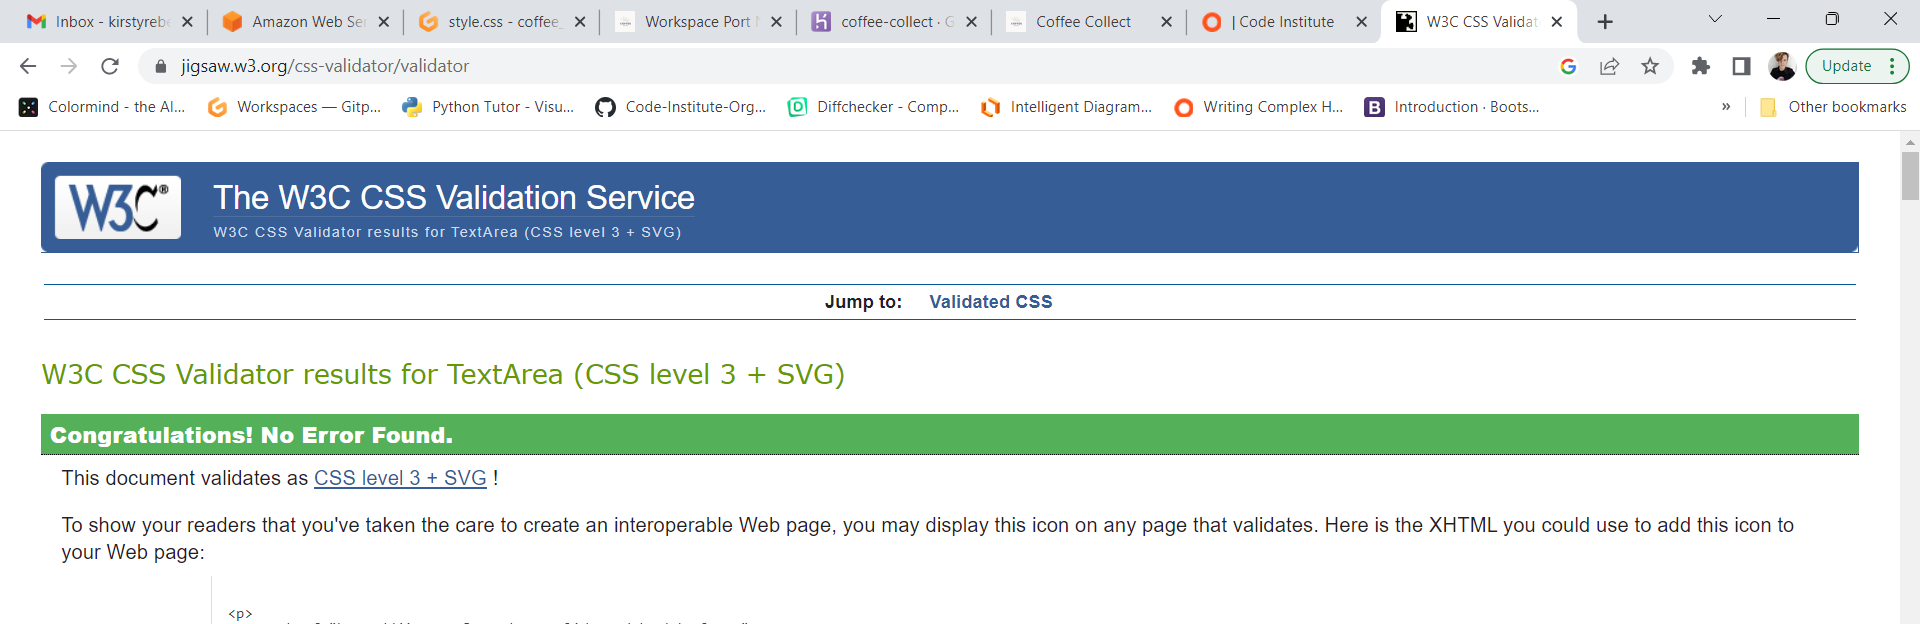 Inbox - kirstyrebe
Amazon Web Ser
style.css - coffee_
Workspace Port
coffee-collect · G
Coffee Collect
| Code Institute
W3C CSS Validat
jigsaw.w3.org/css-validator/validator
Update
Colormind - the AI...
Workspaces — Gitp...
Python Tutor - Visu...
Code-Institute-Org...
Diffchecker - Comp...
Intelligent Diagram...
Writing Complex H...
Introduction · Boots...
»
Other bookmarks
W3C®
The W3C CSS Validation Service
W3C CSS Validator results for TextArea (CSS level 3 + SVG)
Jump to: Validated CSS
W3C CSS Validator results for TextArea (CSS level 3 + SVG)
Congratulations! No Error Found.
This document validates as CSS level 3 + SVG !
To show your readers that you've taken the care to create an interoperable Web page, you may display this icon on any page that validates. Here is the XHTML you could use to add this icon to
your Web page:
<p>